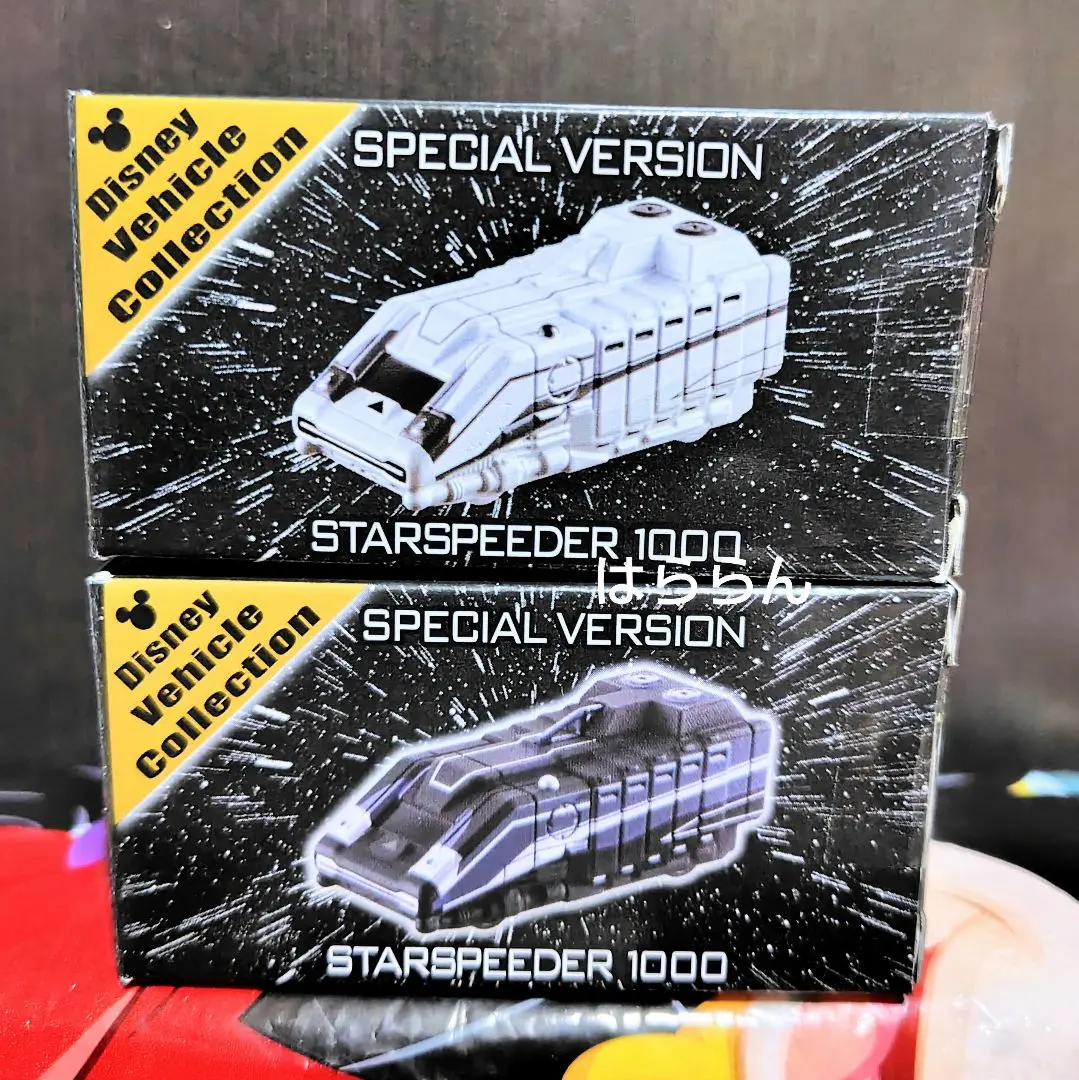 Disney
Vehicle
Collection
SPECIAL VERSION
STARSPEEDER 1000
はららん
Disney
Vehicle
Collection
SPECIAL VERSION
STARSPEEDER 1000